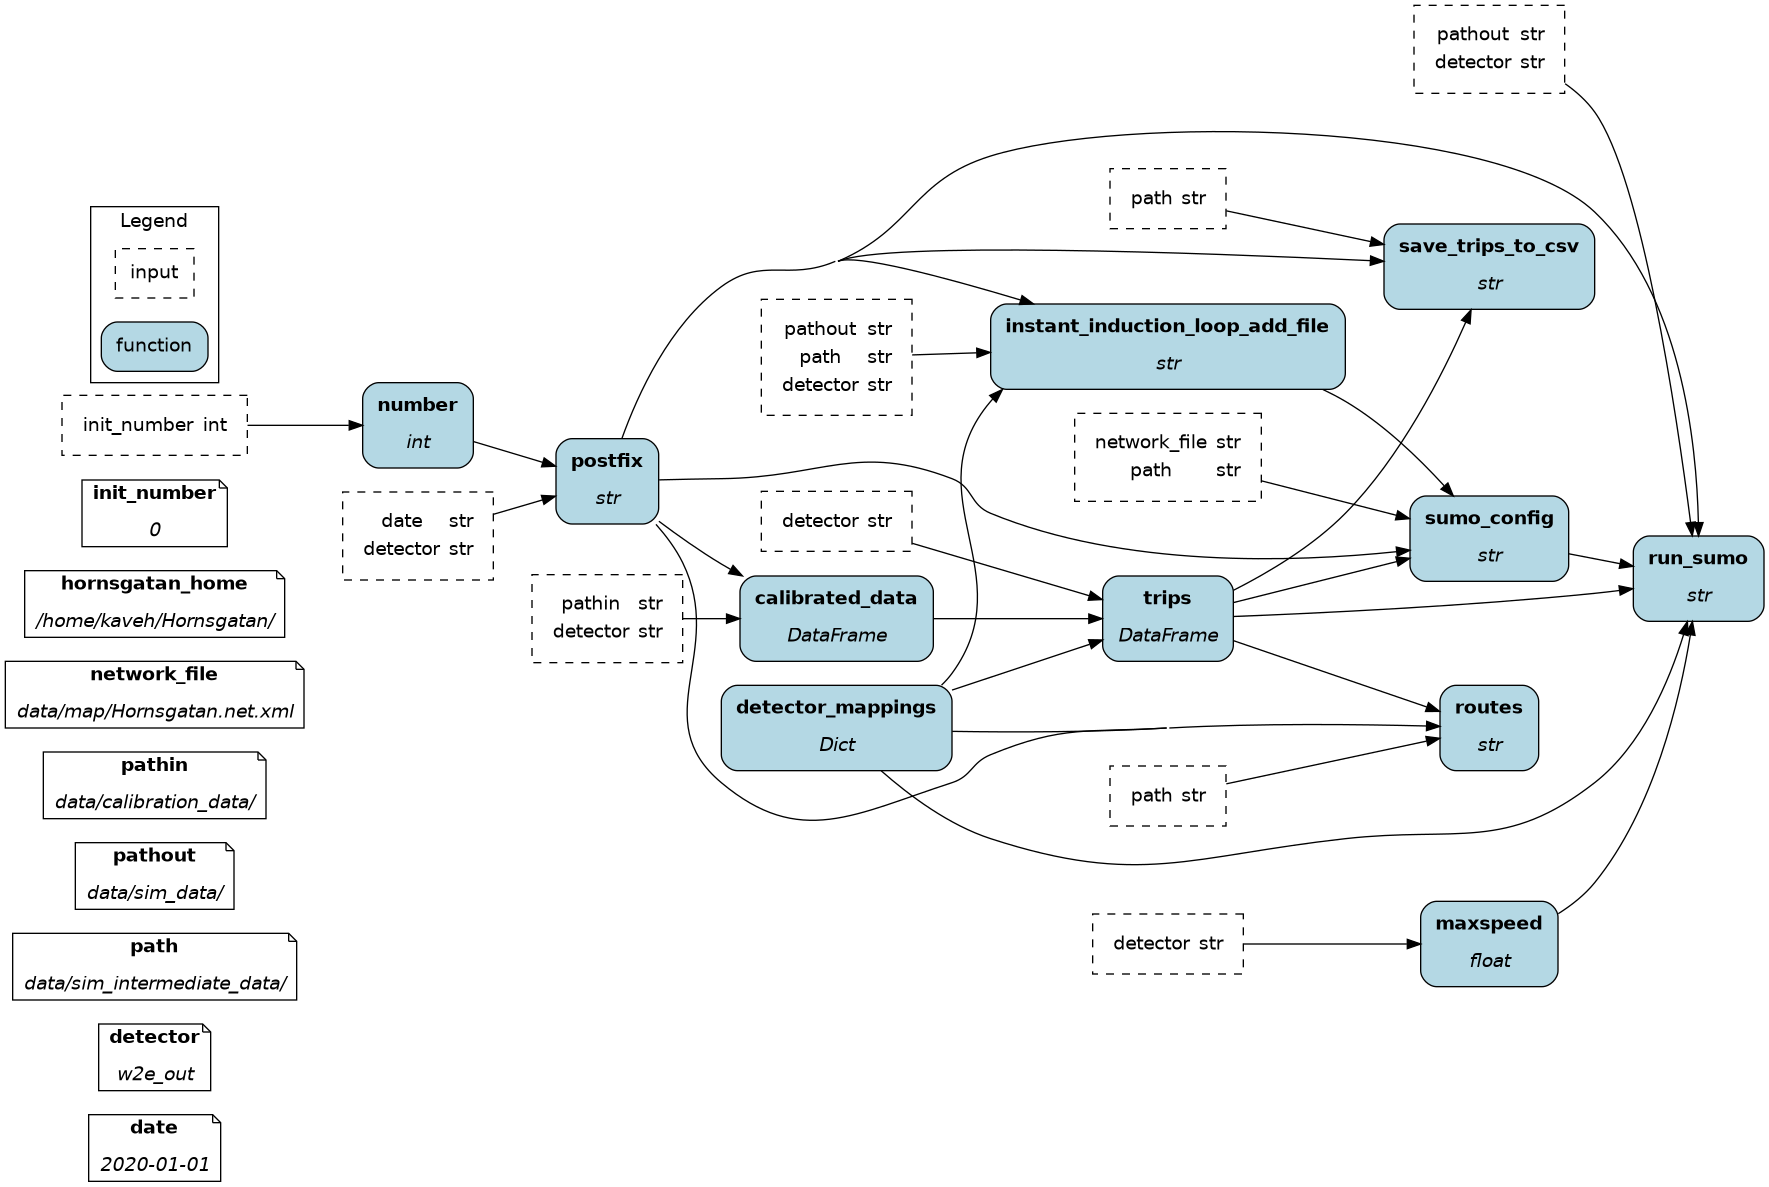 Legend
input
function
init_number int
init_number
0
hornsgatan_home
/home/kaveh/Hornsgatan/
network_file
data/map/Hornsgatan.net.xml
pathin
data/calibration_data/
pathout
data/sim_data/
path
data/sim_intermediate_data/
detector
w2e_out
date
2020-01-01
number
int
date str
detector str
postfix
str
pathin str
detector str
pathout str
path str
detector str
detector str
calibrated_data
DataFrame
detector_mappings
Dict
path str
instant_induction_loop_add_file
str
network_file str
path str
trips
DataFrame
path str
detector str
pathout str
detector str
save_trips_to_csv
str
sumo_config
str
routes
str
maxspeed
float
run_sumo
str